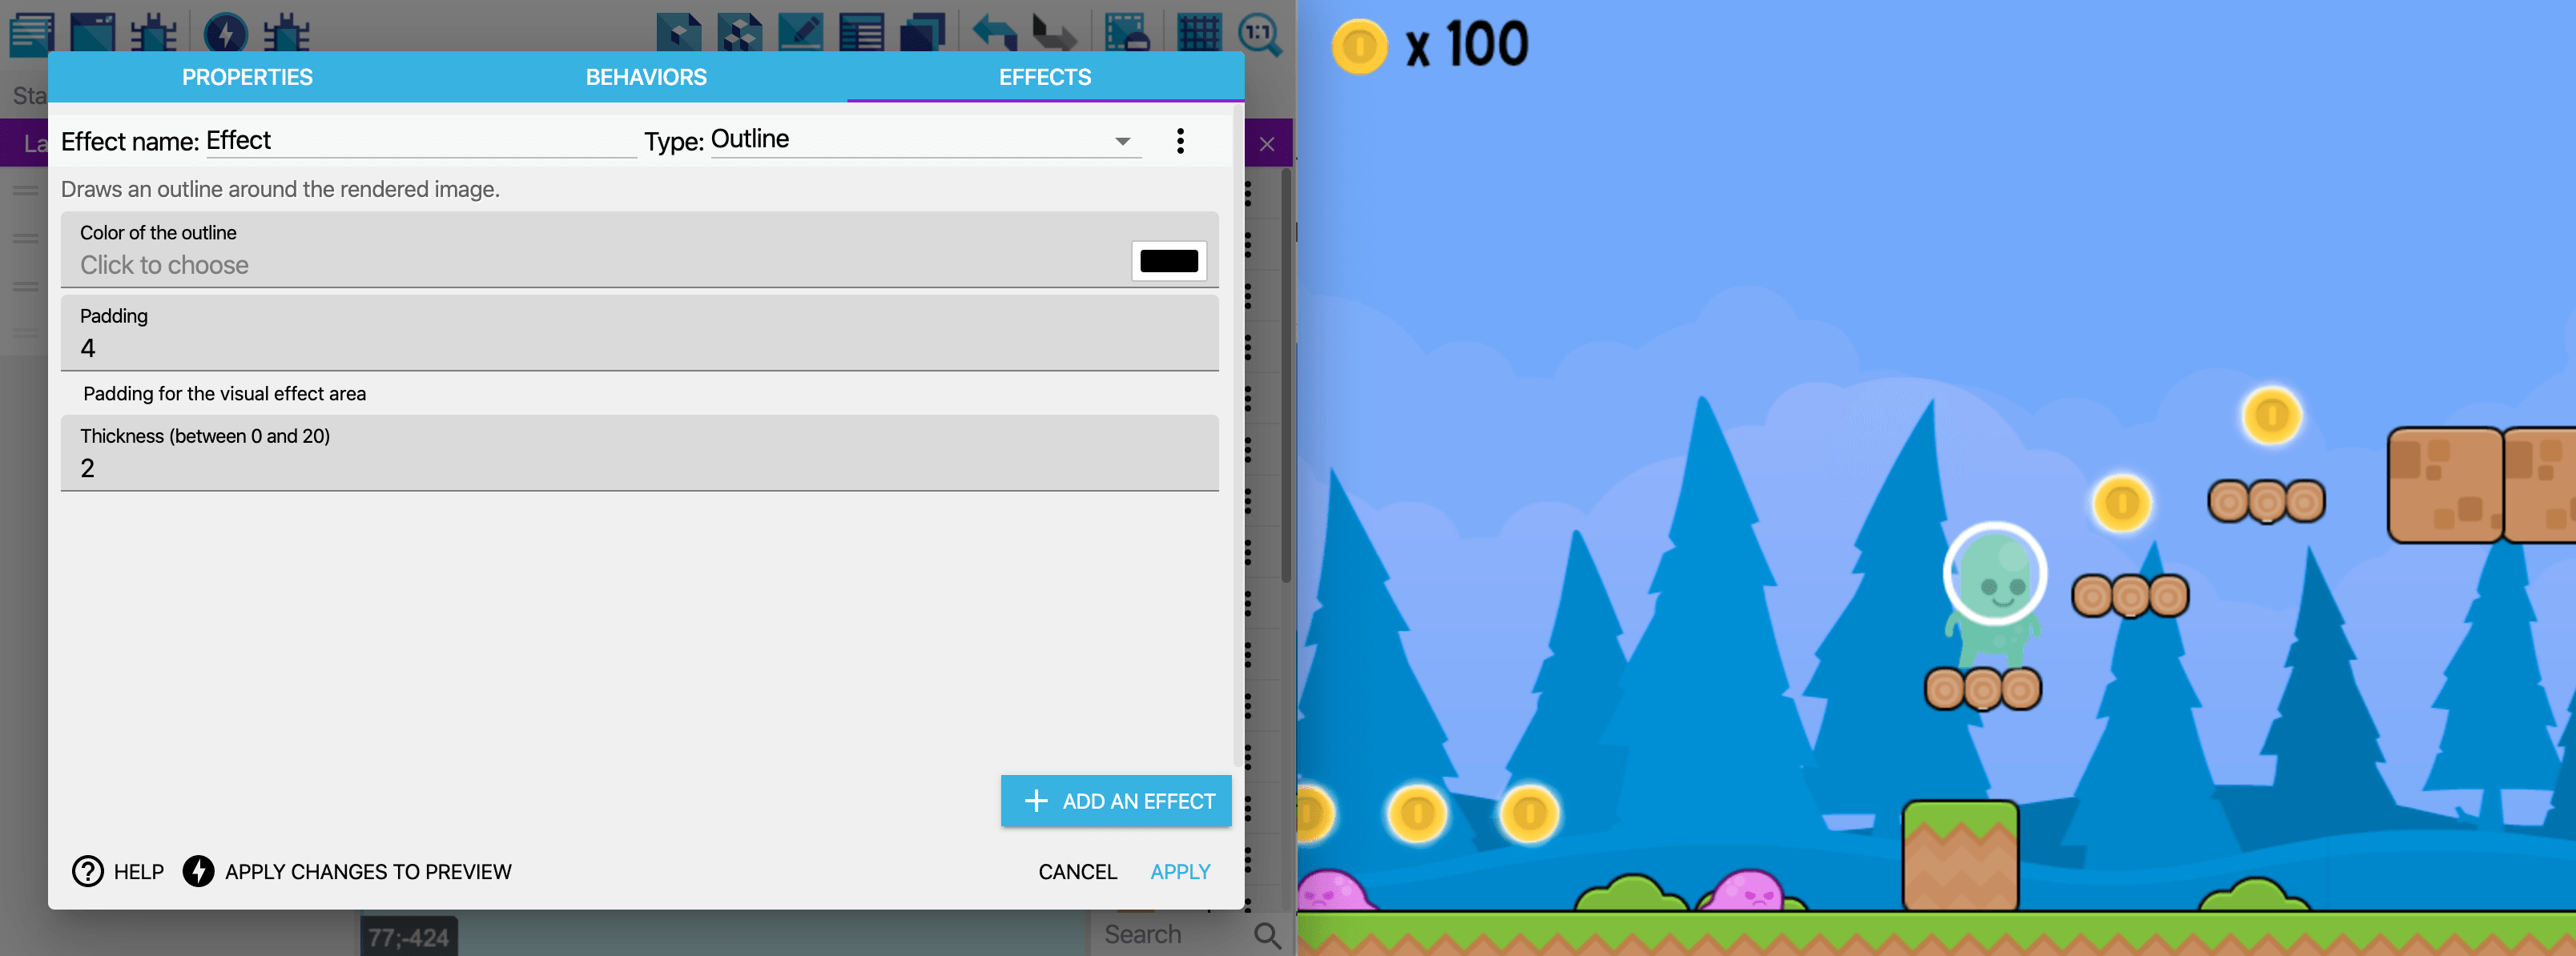 1:1
PROPERTIES
BEHAVIORS
EFFECTS
Sta
La
Effect name: Effect
Type: Outline
Draws an outline around the rendered image.
Color of the outline
Click to choose
Padding
4
Padding for the visual effect area
Thickness (between 0 and 20)
2
ADD AN EFFECT
HELP
APPLY CHANGES TO PREVIEW
CANCEL
APPLY
77;-424
Search
x 100